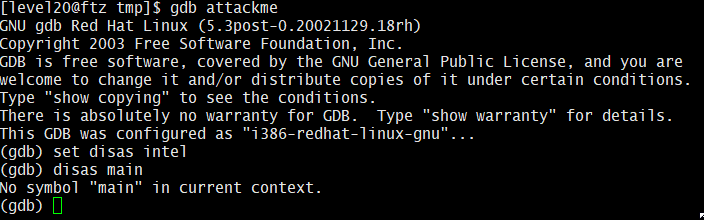 [level20@ftz tmp]$ gdb attackme
GNU gdb Red Hat Linux (5.3post-0.20021129.18rh)
Copyright 2003 Free Software Foundation, Inc.
GDB is free software, covered by the GNU General Public License, and you are
welcome to change it and/or distribute copies of it under certain conditions.
Type "show copying" to see the conditions.
There is absolutely no warranty for GDB.  Type "show warranty" for details.
This GDB was configured as "i386-redhat-linux-gnu"...
(gdb) set disas intel
(gdb) disas main
No symbol "main" in current context.
(gdb)